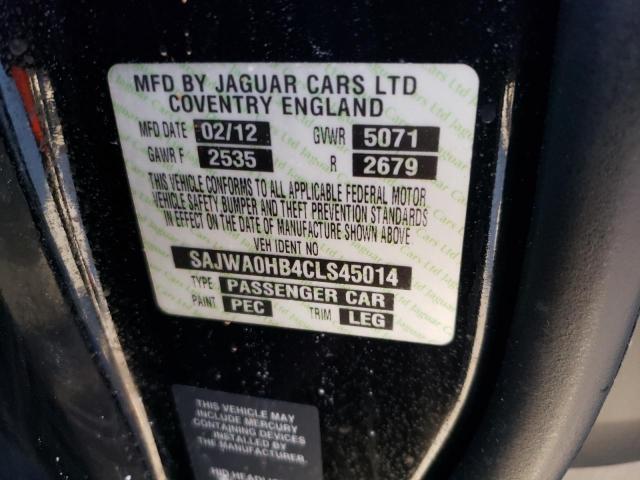 MFD BY JAGUAR CARS LTD
COVENTRY ENGLAND
MFD DATE 02/12 GVWR 5071
GAWR F 2535 R 2679
THIS VEHICLE CONFORMS TO ALL APPLICABLE FEDERAL MOTOR
VEHICLE SAFETY BUMPER AND THEFT PREVENTION STANDARDS
IN EFFECT ON THE DATE OF MANUFACTURE SHOWN ABOVE
VEH IDENT NO
SAJWA0HB4CLS45014
TYPE PASSENGER CAR
PAINT PEC TRIM LEG
THIS VEHICLE MAY
INCLUDE MERCURY
CONTAINING DEVICES
INSTALLED BY
THE MANUFACTURER.
HID